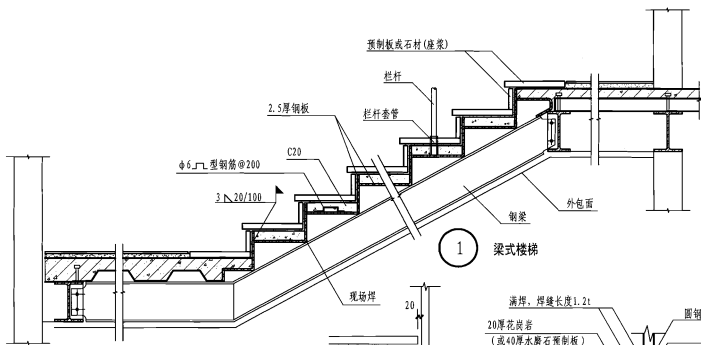 预制板或石材(座浆)
栏杆
2.5厚钢板
栏杆套管
ϕ6 型钢筋@200
C20
3 20/100
外包面
钢梁
1 梁式楼梯
现场焊
20
满焊，焊缝长度1.2t
圆钢
20厚花岗岩
(或40厚水磨石预制板)